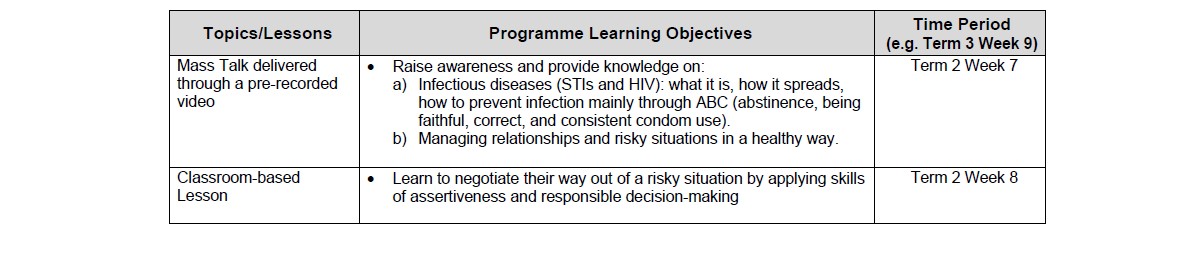 Topics/Lessons
Programme Learning Objectives
Time Period
(e.g. Term 3 Week 9)
Mass Talk delivered
through a pre-recorded
video
• Raise awareness and provide knowledge on:
a) Infectious diseases (STIs and HIV): what it is, how it spreads,
how to prevent infection mainly through ABC (abstinence, being
faithful, correct, and consistent condom use).
b) Managing relationships and risky situations in a healthy way.
Term 2 Week 7
Classroom-based
Lesson
• Learn to negotiate their way out of a risky situation by applying skills
of assertiveness and responsible decision-making
Term 2 Week 8